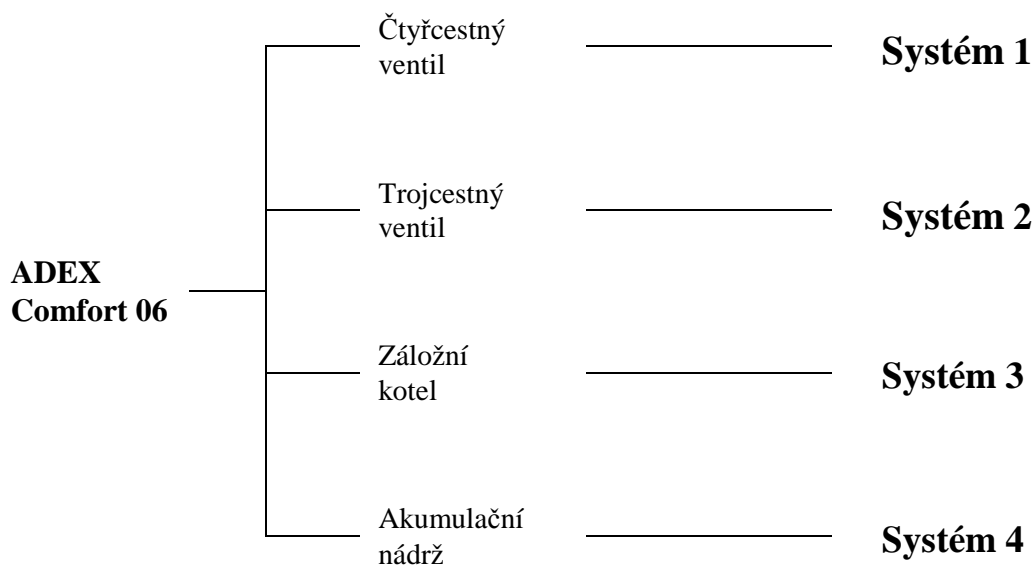 Čtyřcestný
ventil
Systém 1
Trojcestný
ventil
Systém 2
ADEX
Comfort 06
Záložní
kotel
Systém 3
Akumulační
nádrž
Systém 4